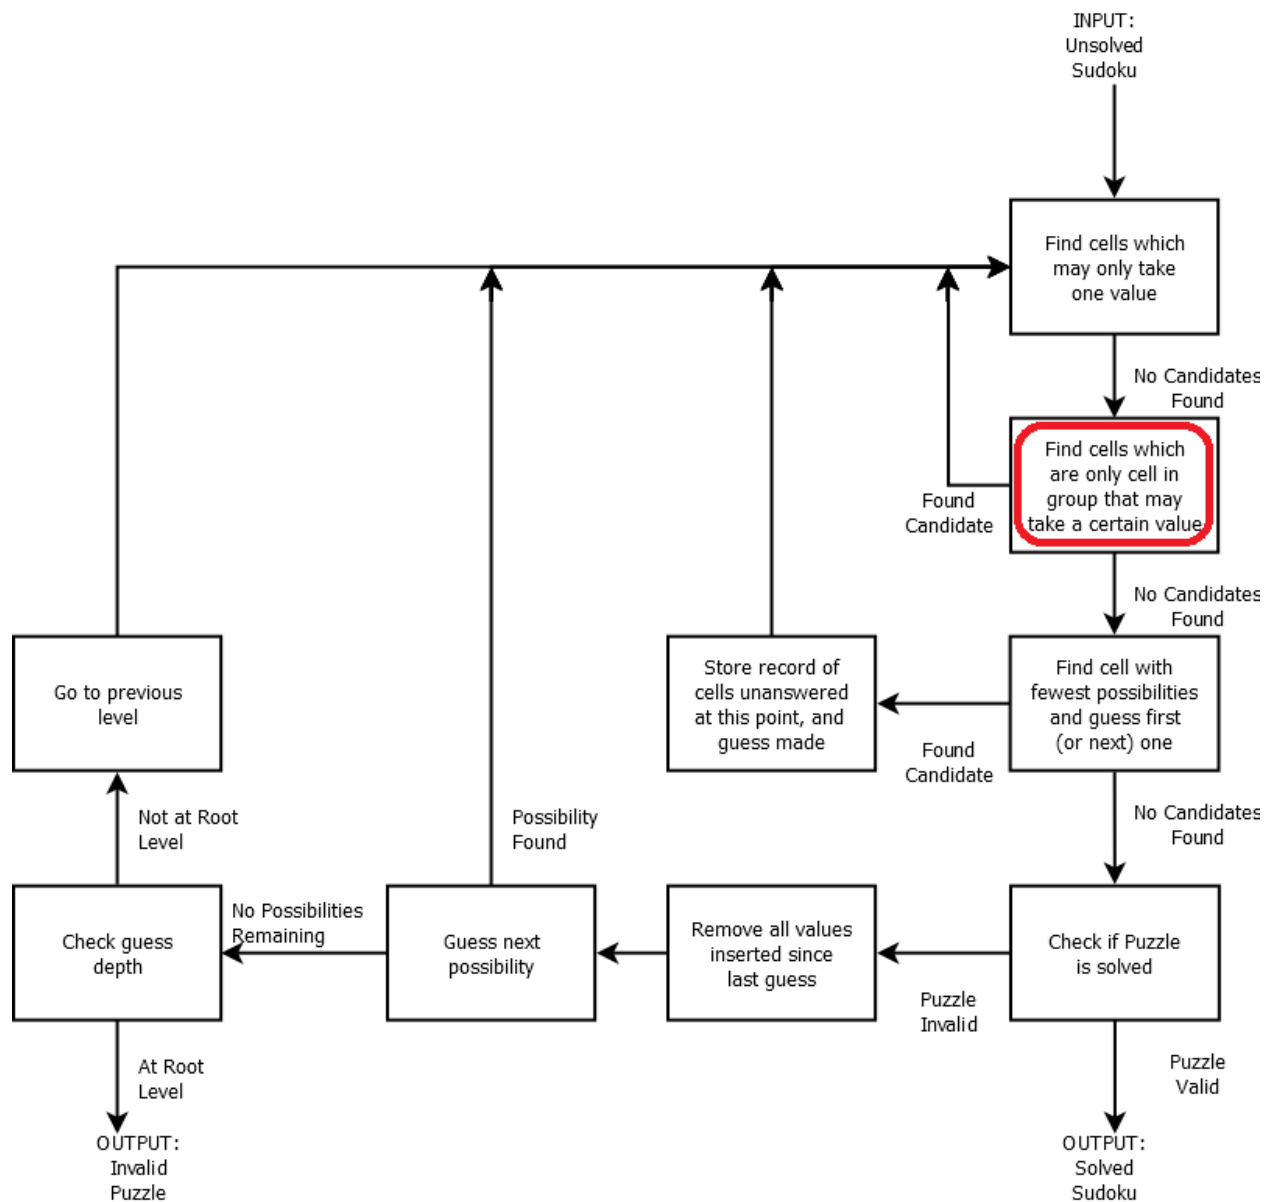 INPUT:
Unsolved
Sudoku
Find cells which
may only take
one value
No Candidates
Found
Find cells which
are only cell in
group that may
take a certain value
Found
Candidate
No Candidates
Found
Go to previous
level
Store record of
cells unanswered
at this point, and
guess made
Find cell with
fewest possibilities
and guess first
(or next) one
Found
Candidate
Not at Root
Level
Possibility
Found
No Candidates
Found
No Possibilities
Remaining
Check guess
depth
Guess next
possibility
Remove all values
inserted since
last guess
Check if Puzzle
is solved
Puzzle
Invalid
At Root
Level
Puzzle
Valid
OUTPUT:
Invalid
Puzzle
OUTPUT:
Solved
Sudoku